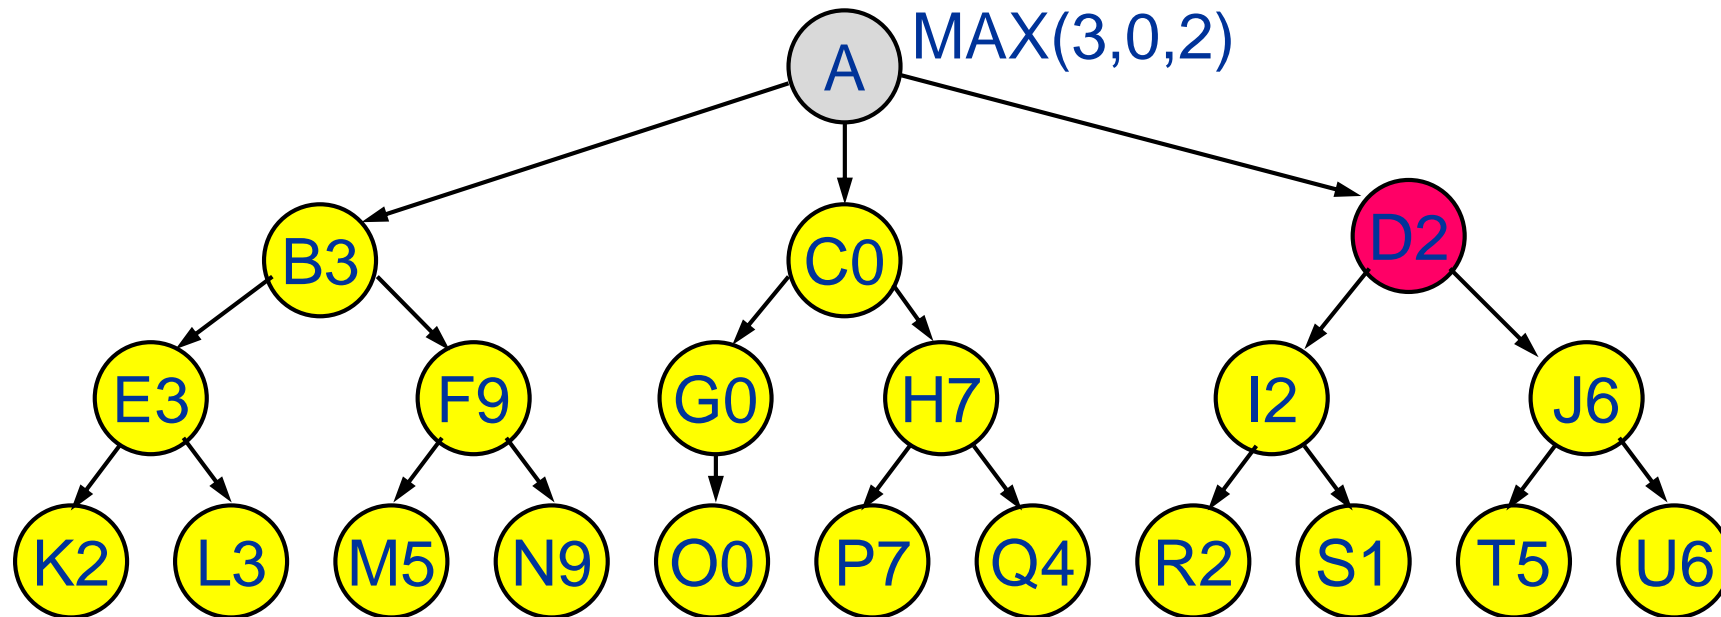 A MAX(3,0,2)
B3 C0 D2
E3 F9 G0 H7 I2 J6
K2 L3 M5 N9 O0 P7 Q4 R2 S1 T5 U6